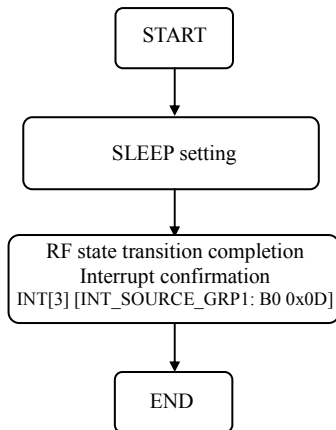 START
SLEEP setting
RF state transition completion
Interrupt confirmation
INT[3] [INT_SOURCE_GRP1: B0 0x0D]
END